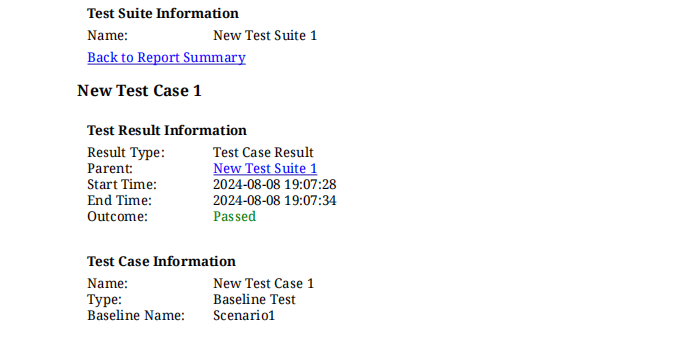 Test Suite Information
Name: New Test Suite 1
Back to Report Summary
New Test Case 1
Test Result Information
Result Type: Test Case Result
Parent: New Test Suite 1
Start Time: 2024-08-08 19:07:28
End Time: 2024-08-08 19:07:34
Outcome: Passed
Test Case Information
Name: New Test Case 1
Type: Baseline Test
Baseline Name: Scenario1